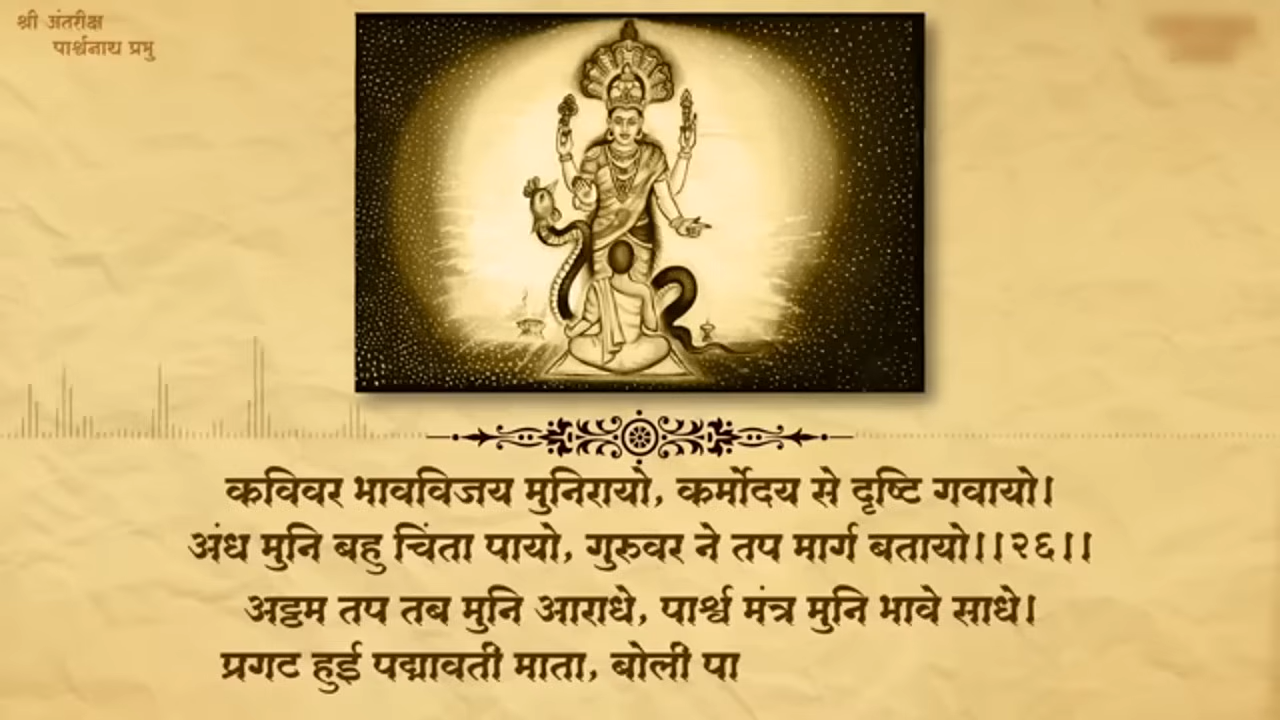 श्री अंतरीक्ष
पार्श्वनाथ प्रभु
कविवर भावविजय मुनिरायो, कर्मोदय से दृष्टि गवायो।
अंध मुनि बहु चिंता पायो, गुरुवर ने तप मार्ग बतायो।।२६।।
अट्ठम तप तब मुनि आराधे, पार्श्व मंत्र मुनि भावे साधे।
प्रगट हुई पद्मावती माता, बोली पा